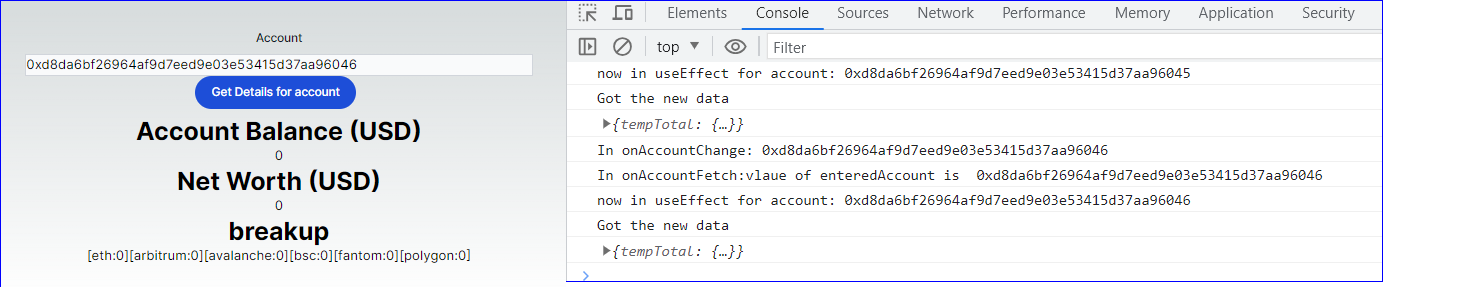 Account
0xd8da6bf26964af9d7eed9e03e53415d37aa96046
Get Details for account
Account Balance (USD)
0
Net Worth (USD)
0
breakup
[eth:0][arbitrum:0][avalanche:0][bsc:0][fantom:0][polygon:0]
Elements Console Sources Network Performance Memory Application Security
top Filter
now in useEffect for account: 0xd8da6bf26964af9d7eed9e03e53415d37aa96045
Got the new data
{tempTotal: {…}}
In onAccountChange: 0xd8da6bf26964af9d7eed9e03e53415d37aa96046
In onAccountFetch:vlaue of enteredAccount is 0xd8da6bf26964af9d7eed9e03e53415d37aa96046
now in useEffect for account: 0xd8da6bf26964af9d7eed9e03e53415d37aa96046
Got the new data
{tempTotal: {…}}